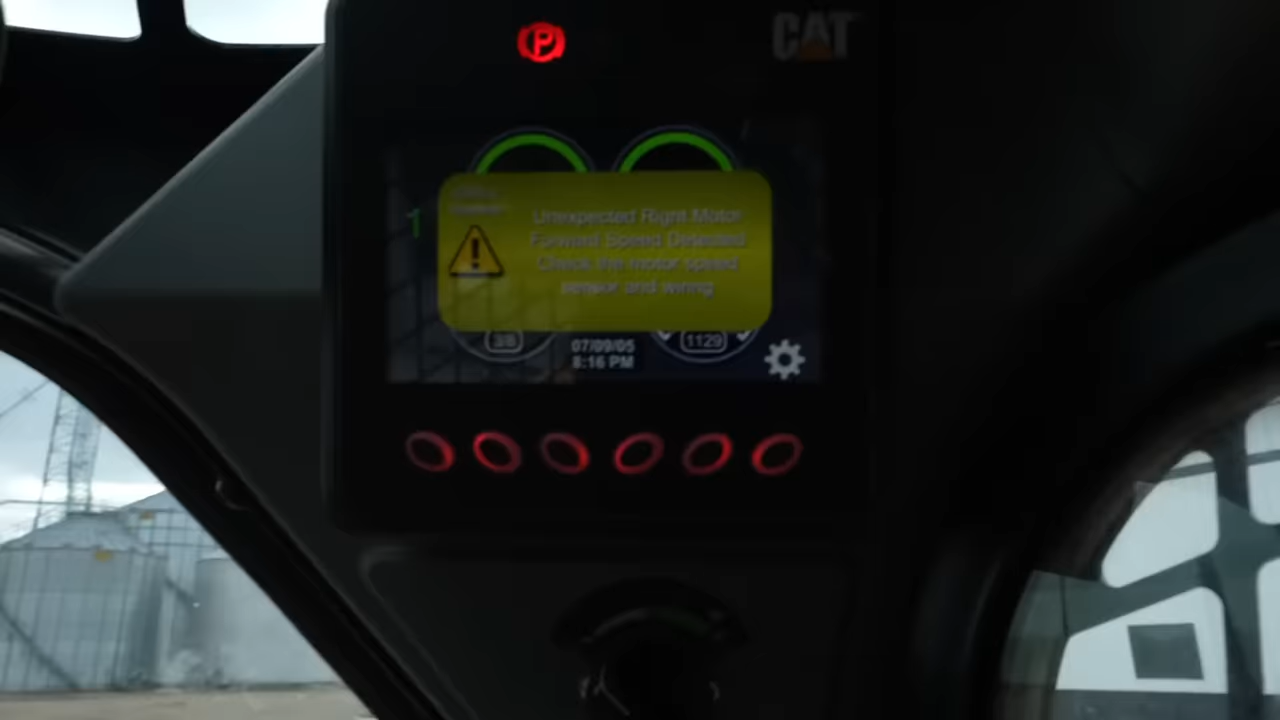 P
CAT
1
Unexpected Right Motor
Forward Speed Detected
Check the motor speed
sensor and wiring
1129
07/09/05
8:16 PM